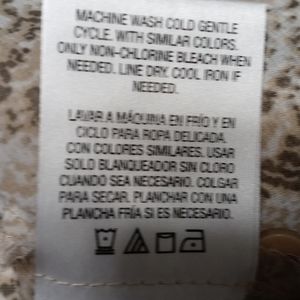 MACHINE WASH COLD GENTLE
CYCLE. WITH SIMILAR COLORS.
ONLY NON-CHLORINE BLEACH WHEN
NEEDED. LINE DRY. COOL IRON IF
NEEDED.
LAVAR A MÁQUINA EN FRÍO Y EN
CICLO PARA ROPA DELICADA.
CON COLORES SIMILARES. USAR
SOLO BLANQUEADOR SIN CLORO
CUANDO SEA NECESARIO. COLGAR
PARA SECAR. PLANCHAR CON UNA
PLANCHA FRÍA SI ES NECESARIO.